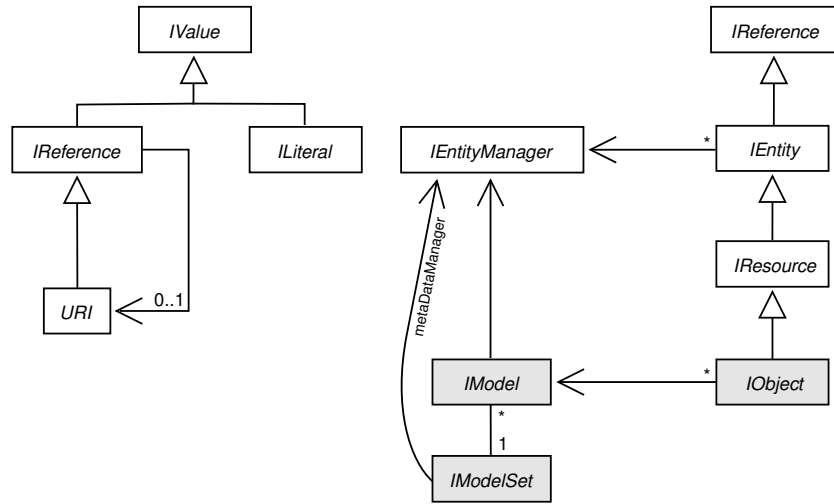 IValue
IReference
IReference
ILiteral
IEntityManager
*
IEntity
metaDataManager
IResource
URI
0..1
IModel
*
IObject
*
1
IModelSet